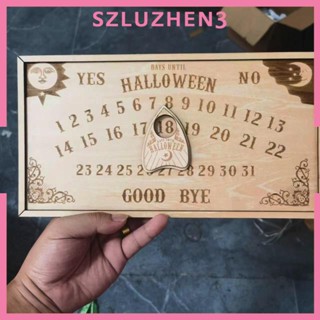 SZLUZHEN3
DAYS UNTIL
YES HALLOWEEN NO
1 2 3 4 5 6 7 8 9 10 11 12 13
14 15 16 17 18 19 20 21 22
HALLOWEEN
23 24 25 26 27 28 29 30 31
GOOD BYE